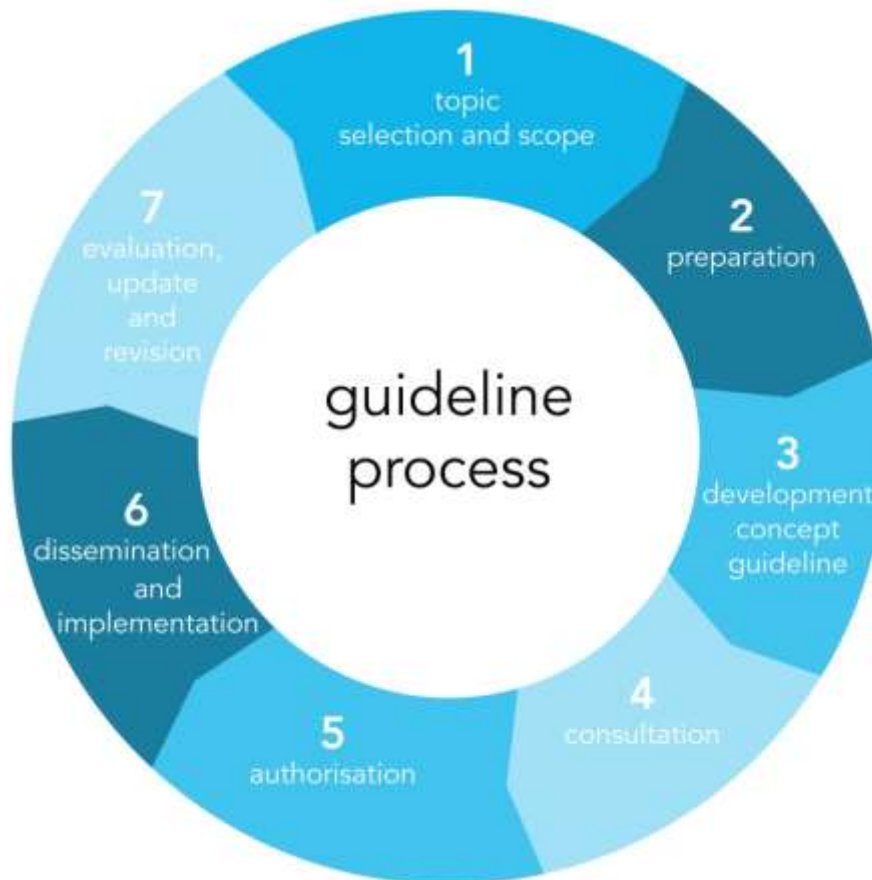 1
topic
selection and scope
2
preparation
3
development
concept
guideline
4
consultation
5
authorisation
6
dissemination
and
implementation
7
evaluation,
update
and
revision
guideline
process